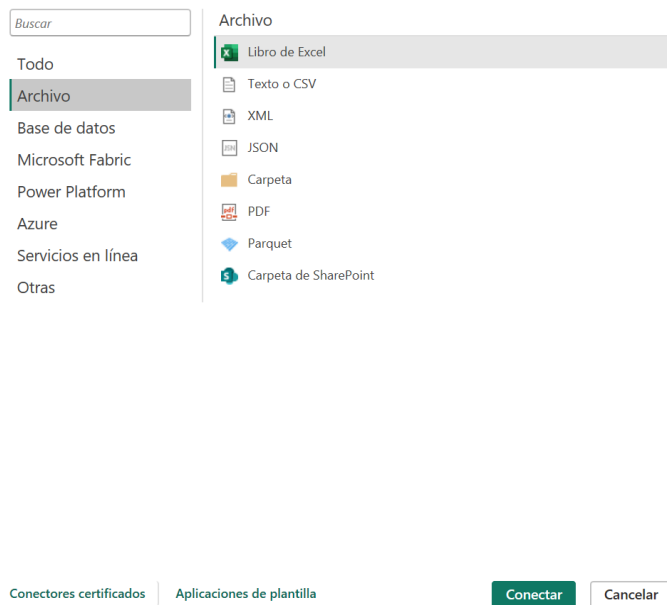 Buscar
Todo
Archivo
Base de datos
Microsoft Fabric
Power Platform
Azure
Servicios en línea
Otras
Archivo
Libro de Excel
Texto o CSV
XML
JSON
Carpeta
PDF
Parquet
Carpeta de SharePoint
Conectores certificados
Aplicaciones de plantilla
Conectar
Cancelar